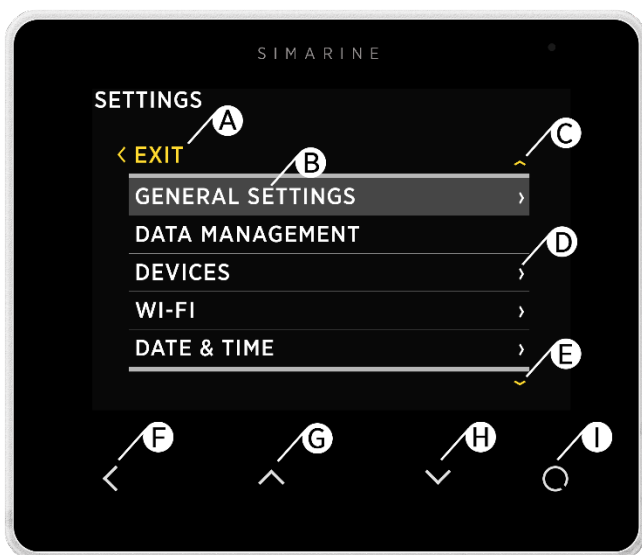 SIMARINE
SETTINGS
A
< EXIT
C
B
GENERAL SETTINGS
DATA MANAGEMENT
D
DEVICES
WI-FI
DATE & TIME
E
F
G
H
I